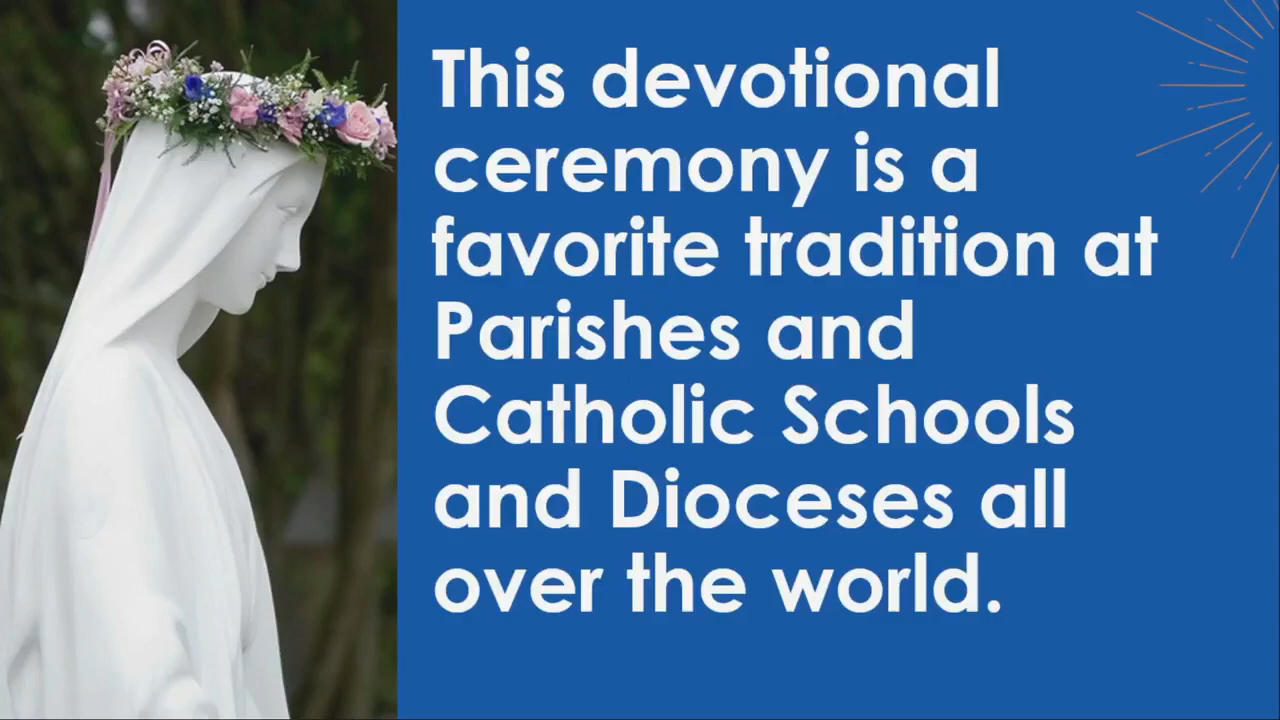 This devotional
ceremony is a
favorite tradition at
Parishes and
Catholic Schools
and Dioceses all
over the world.